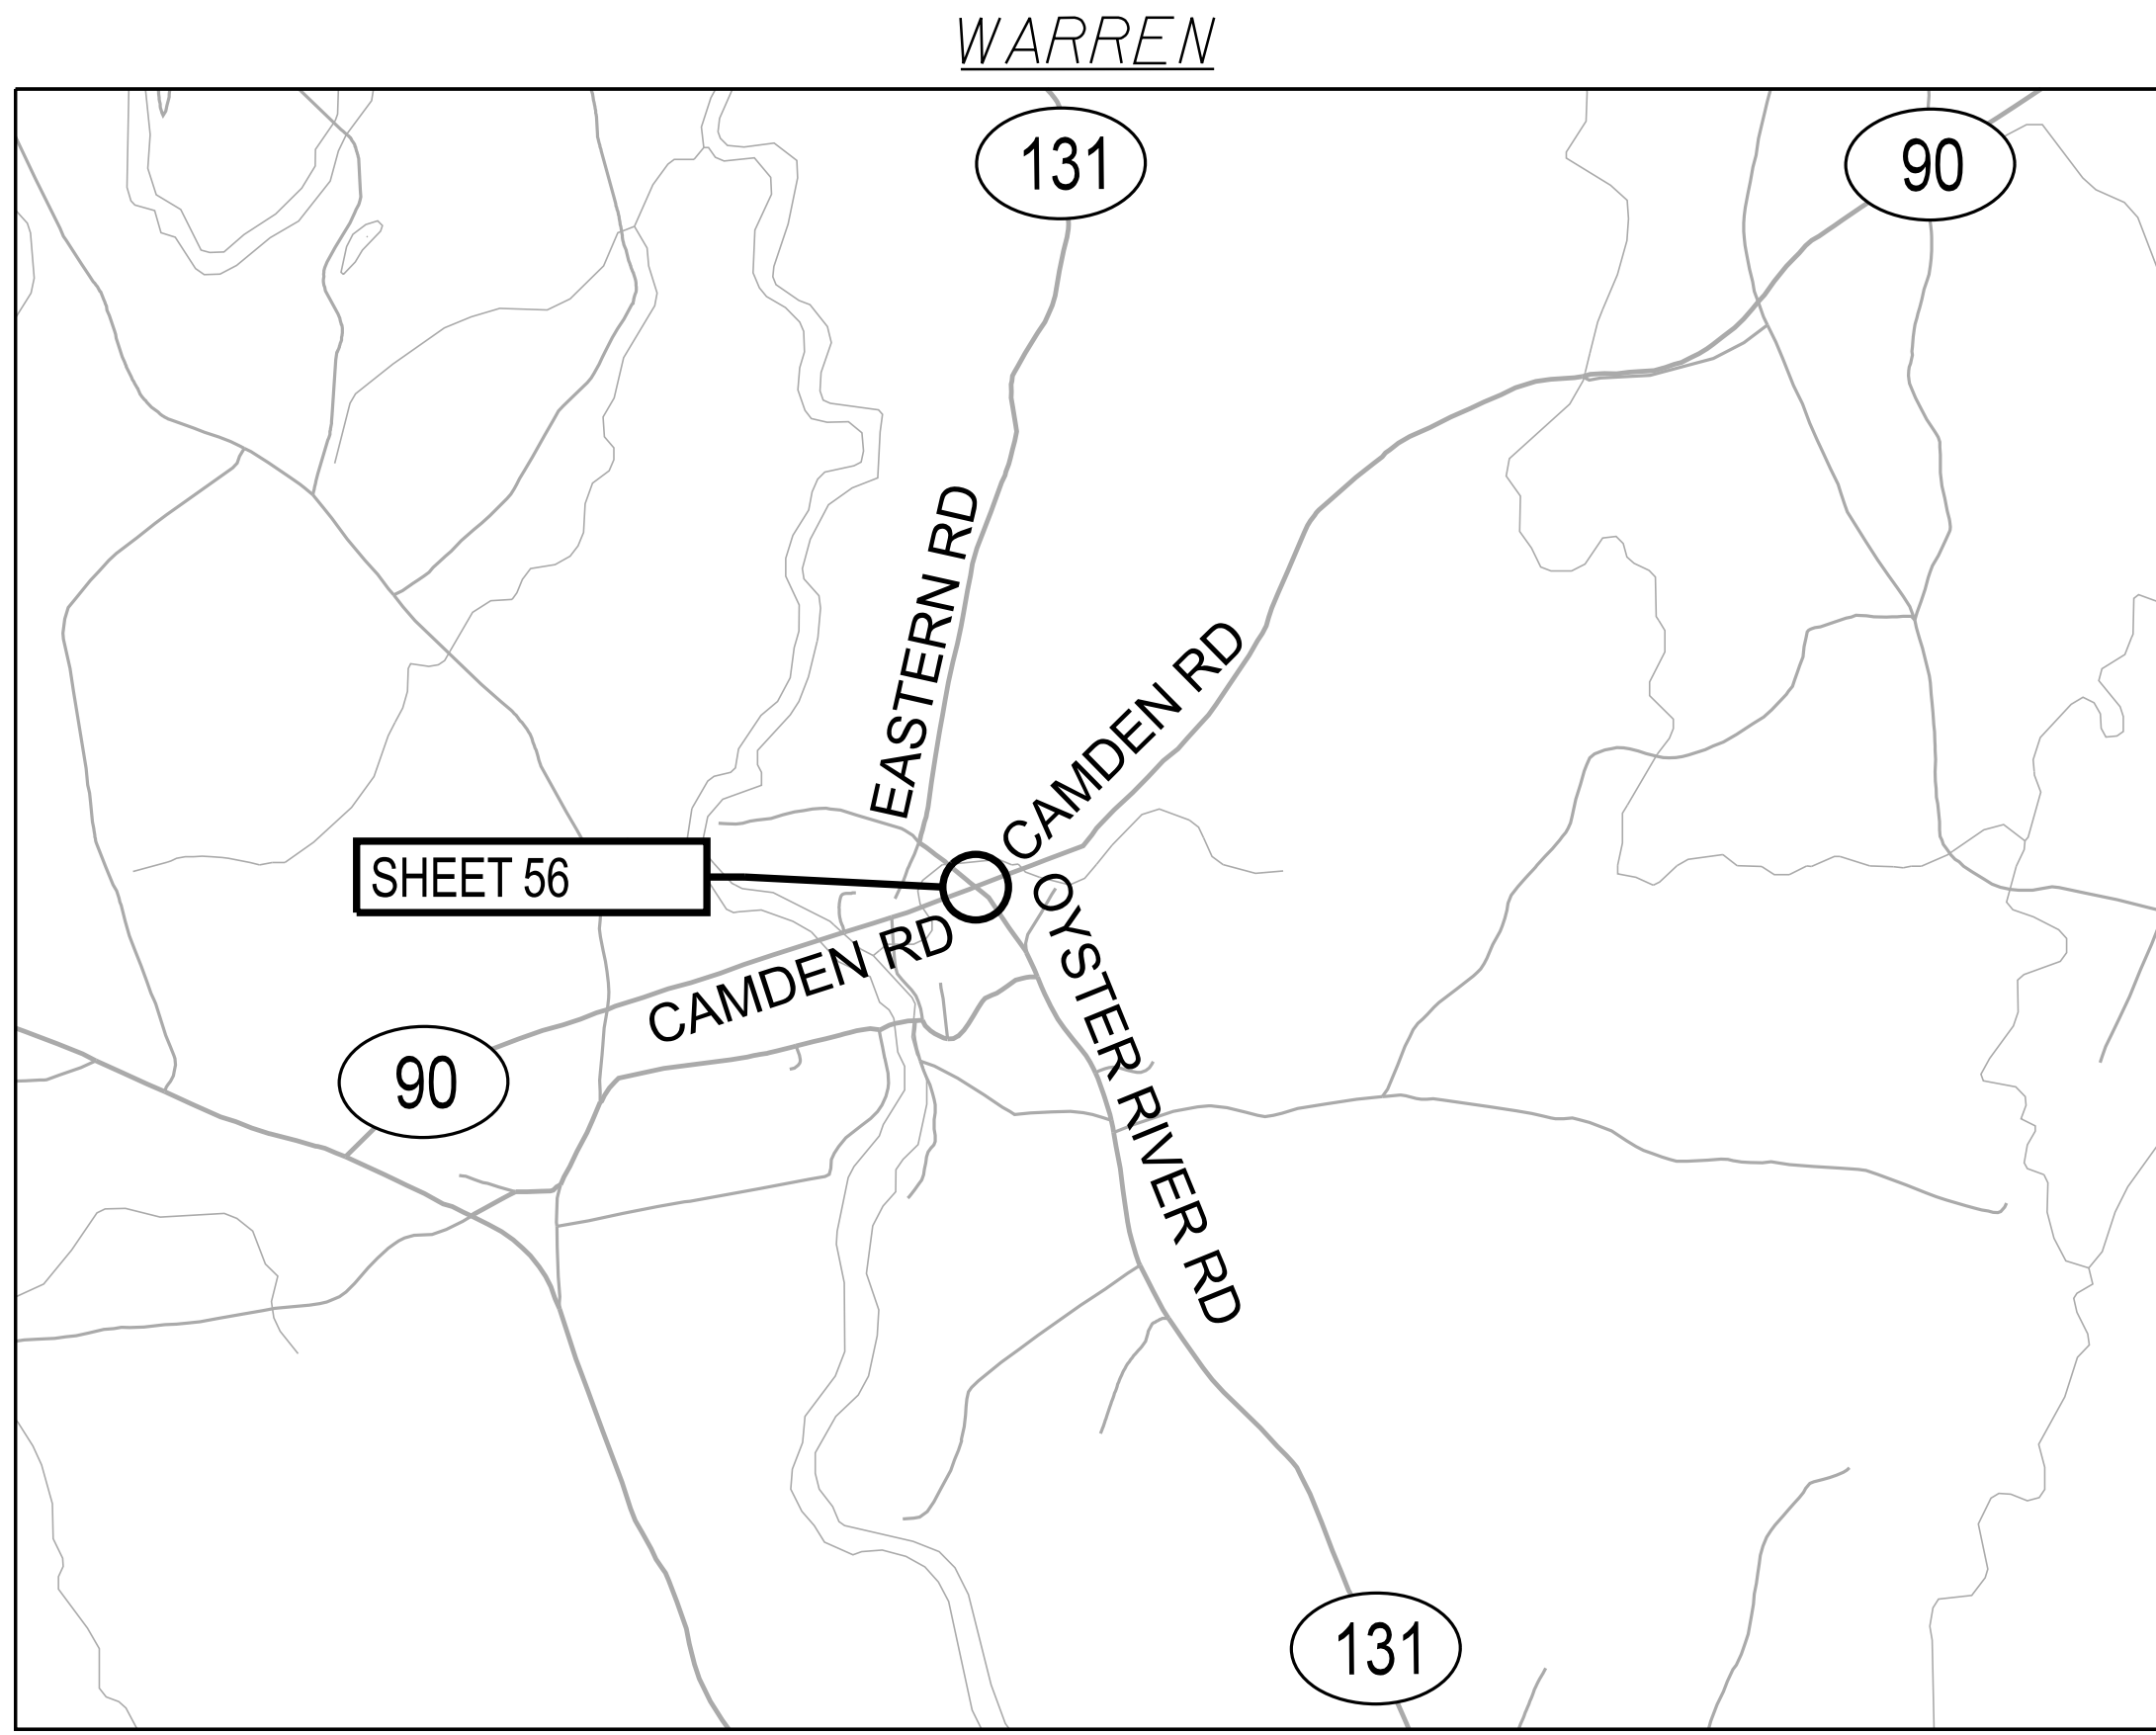 WARREN
131
90
EASTERN RD
CAMDEN RD
SHEET 56
CAMDEN RD
OYSTER RIVER RD
90
131